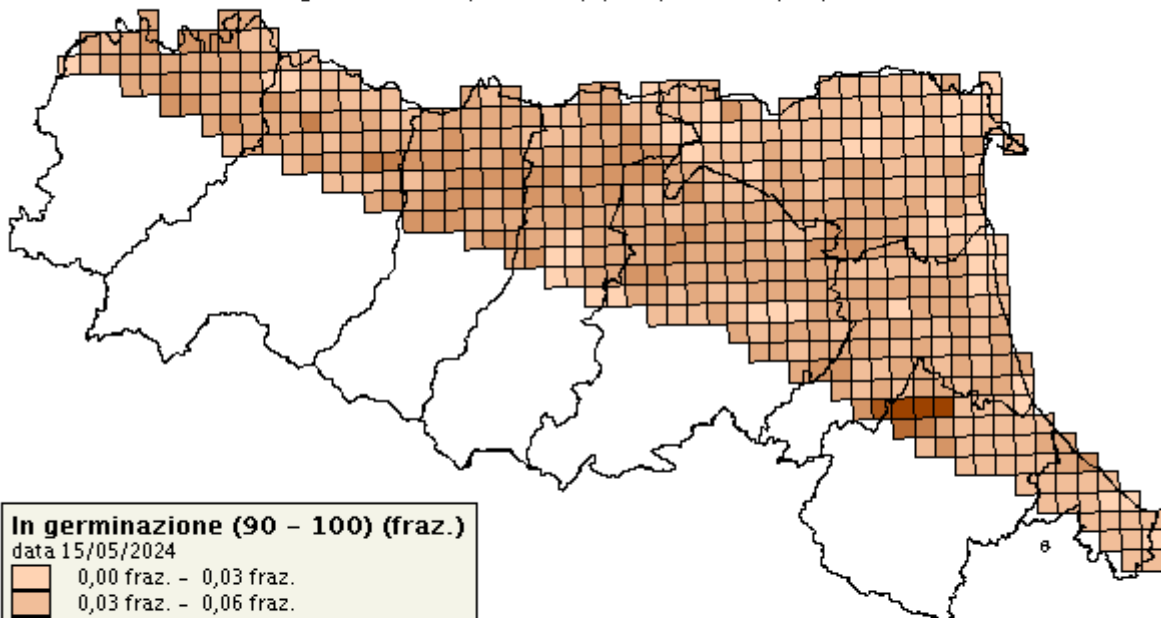 In germinazione (90 – 100) (fraz.)
data 15/05/2024
0,00 fraz. – 0,03 fraz.
0,03 fraz. – 0,06 fraz.